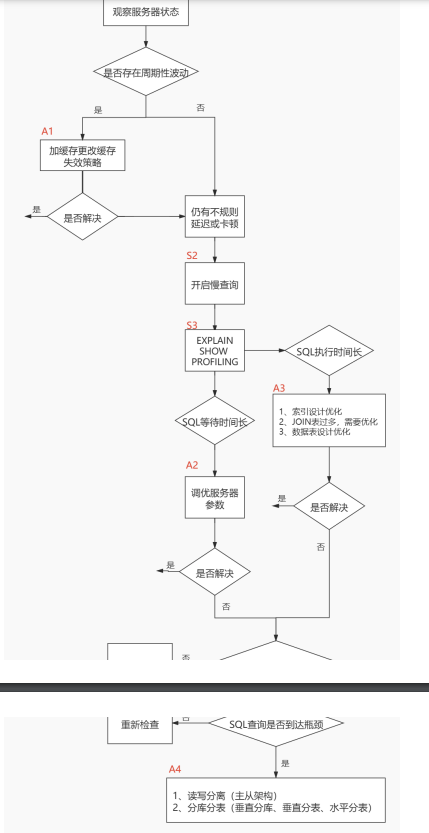 观察服务器状态
是否存在周期性波动
是
否
A1
加缓存更改缓存
失效策略
是
是否解决
仍有不规则
延迟或卡顿
S2
开启慢查询
S3
EXPLAIN
SHOW
PROFILING
SQL执行时间长
A3
1、索引设计优化
2、JOIN表过多，需要优化
3、数据表设计优化
SQL等待时间长
A2
调优服务器
参数
是
是否解决
否
是
是否解决
否
否
重新检查
SQL查询是否到达瓶颈
是
A4
1、读写分离（主从架构）
2、分库分表（垂直分库、垂直分表、水平分表）